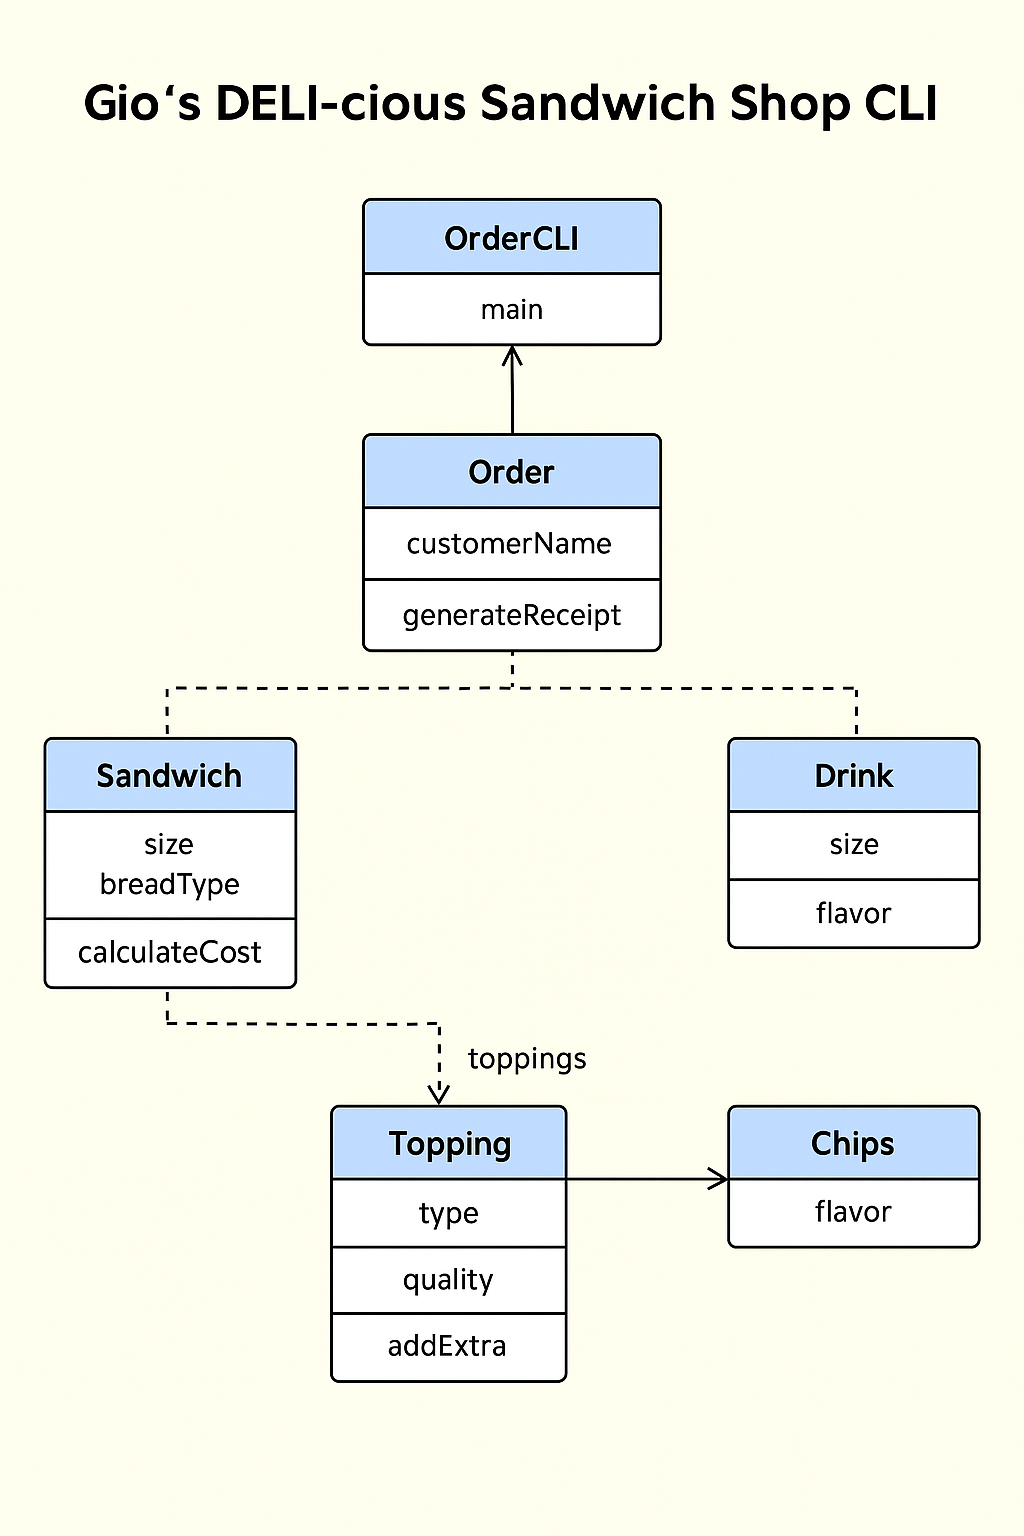 Gio‘s DELI-cious Sandwich Shop CLI
OrderCLI
main
Order
customerName
generateReceipt
Sandwich
size
breadType
calculateCost
Drink
size
flavor
toppings
Topping
type
quality
addExtra
Chips
flavor